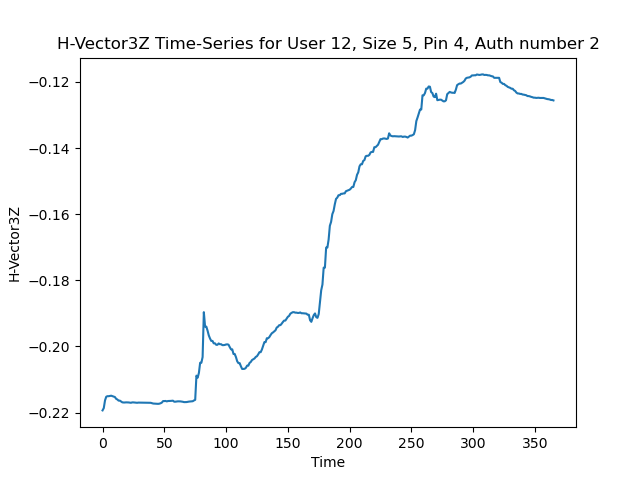 H-Vector3Z Time-Series for User 12, Size 5, Pin 4, Auth number 2
H-Vector3Z
−0.12
−0.14
−0.16
−0.18
−0.20
−0.22
0 50 100 150 200 250 300 350
Time